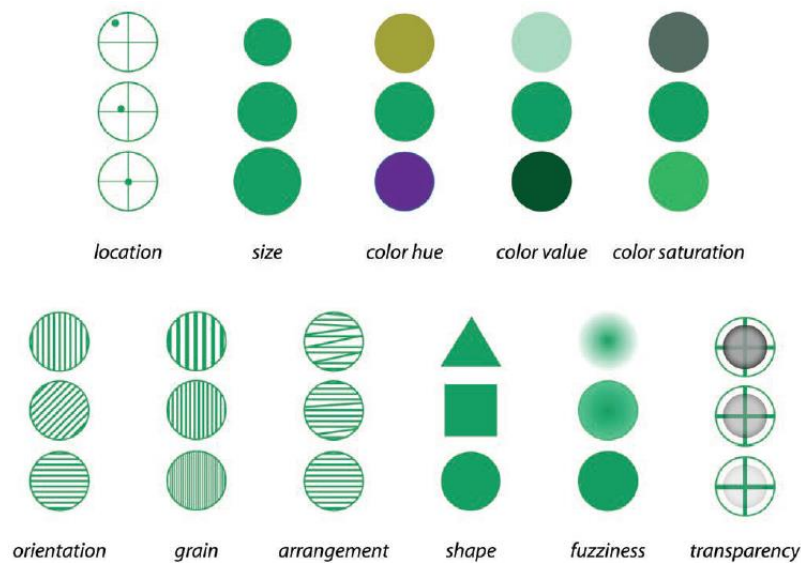 location size color hue color value color saturation
orientation grain arrangement shape fuzziness transparency